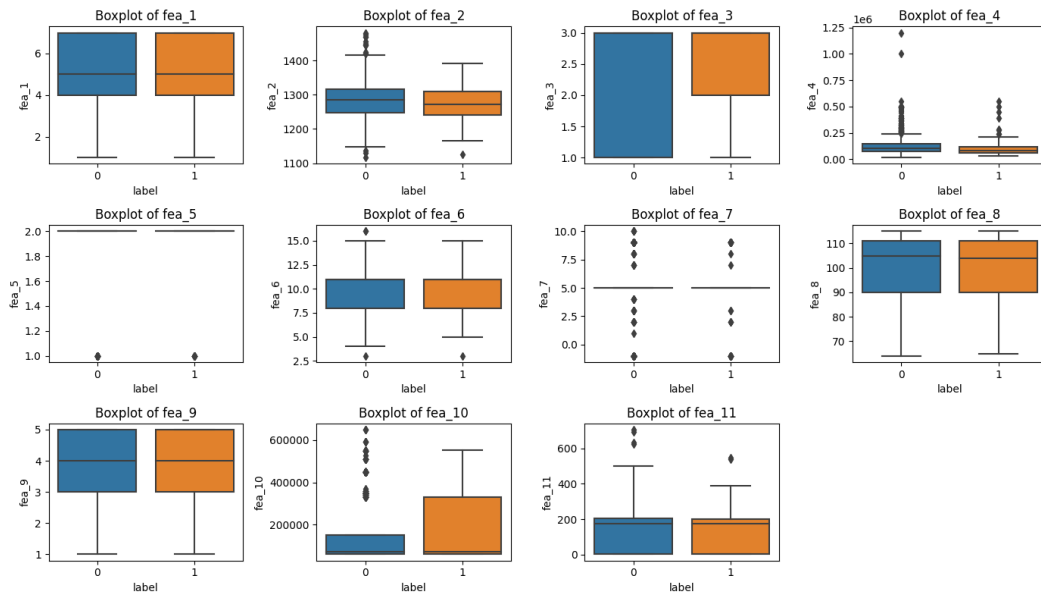 Boxplot of fea_1
6
4
2
fea_1
0
1
label
Boxplot of fea_2
1400
1300
1200
1100
fea_2
0
1
label
Boxplot of fea_3
3.0
2.5
2.0
1.5
1.0
fea_3
0
1
label
Boxplot of fea_4
1e6
1.25
1.00
0.75
0.50
0.25
0.00
fea_4
0
1
label
Boxplot of fea_5
2.0
1.8
1.6
1.4
1.2
1.0
fea_5
0
1
label
Boxplot of fea_6
15.0
12.5
10.0
7.5
5.0
2.5
fea_6
0
1
label
Boxplot of fea_7
10.0
7.5
5.0
2.5
0.0
fea_7
0
1
label
Boxplot of fea_8
110
100
90
80
70
fea_8
0
1
label
Boxplot of fea_9
5
4
3
2
1
fea_9
0
1
label
Boxplot of fea_10
600000
400000
200000
fea_10
0
1
label
Boxplot of fea_11
600
400
200
0
fea_11
0
1
label